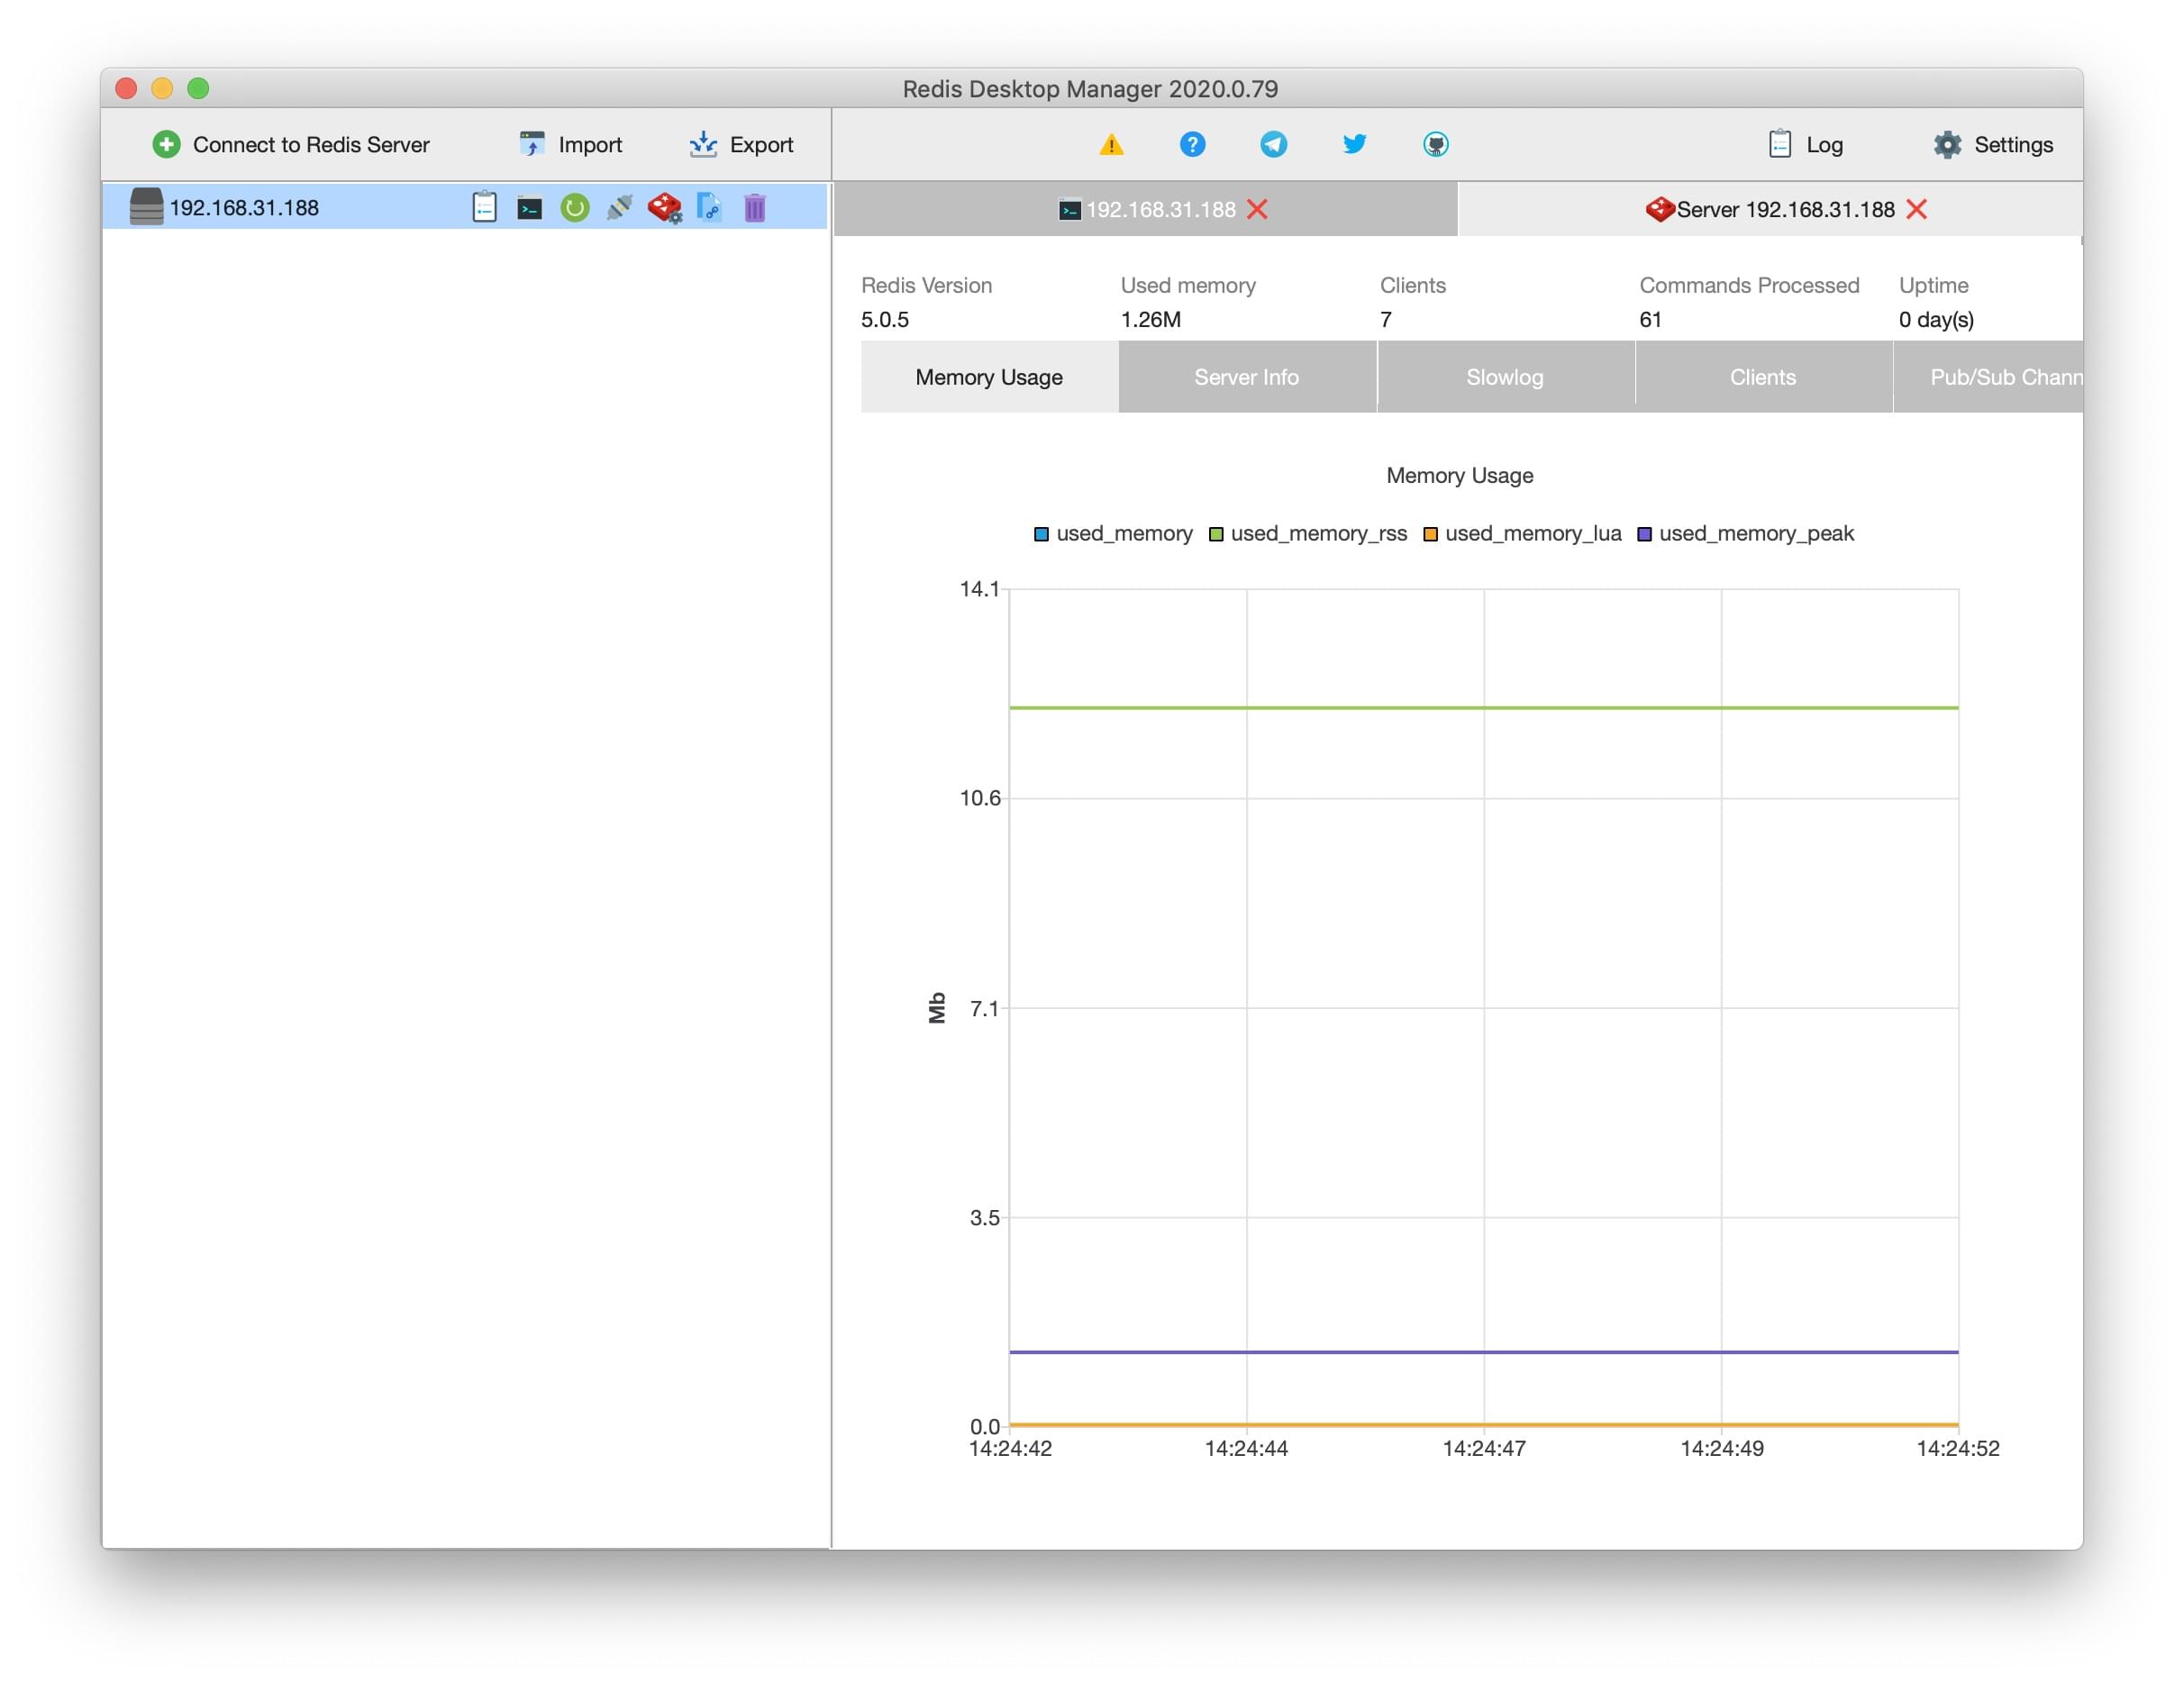 Redis Desktop Manager 2020.0.79
Connect to Redis Server Import Export Log Settings
192.168.31.188
192.168.31.188 Server 192.168.31.188
Redis Version Used memory Clients Commands Processed Uptime
5.0.5 1.26M 7 61 0 day(s)
Memory Usage Server Info Slowlog Clients Pub/Sub Chann
Memory Usage
used_memory used_memory_rss used_memory_lua used_memory_peak
14.1
10.6
Mb 7.1
3.5
0.0
14:24:42 14:24:44 14:24:47 14:24:49 14:24:52